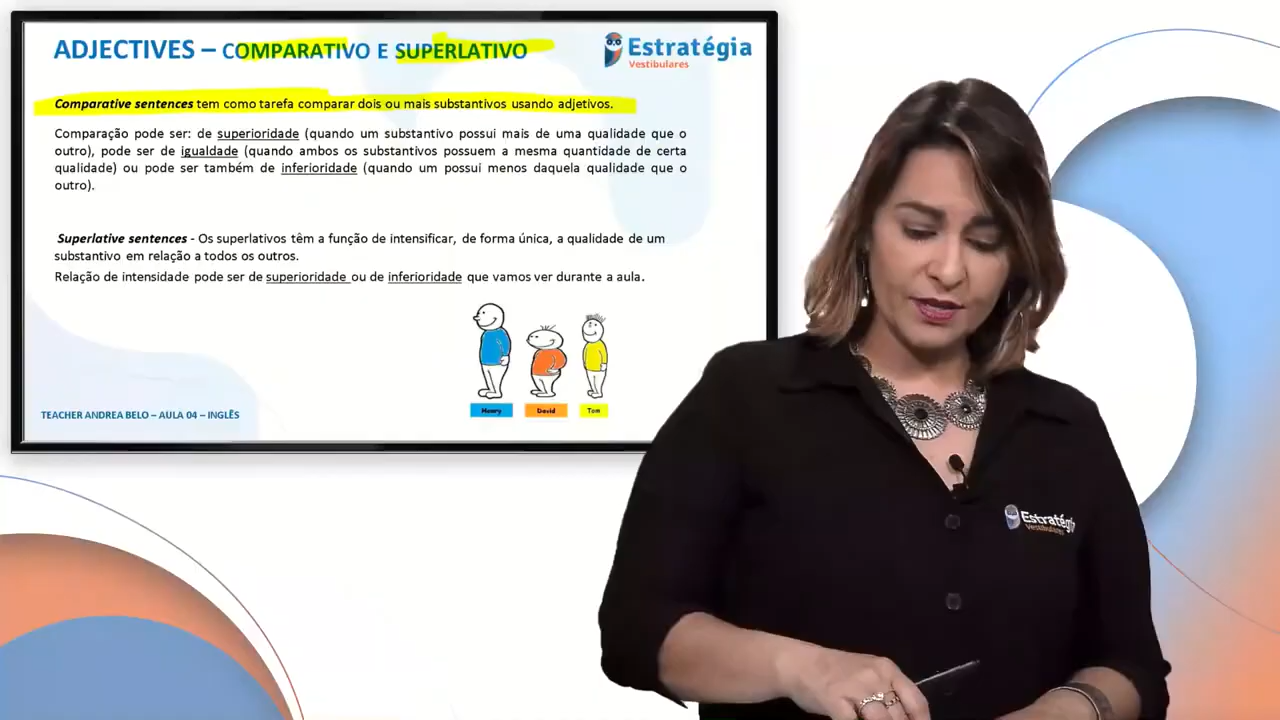 ADJECTIVES – COMPARATIVO E SUPERLATIVO
Estratégia
Vestibulares
Comparative sentences tem como tarefa comparar dois ou mais substantivos usando adjetivos.
Comparação pode ser: de superioridade (quando um substantivo possui mais de uma qualidade que o
outro), pode ser de igualdade (quando ambos os substantivos possuem a mesma quantidade de certa
qualidade) ou pode ser também de inferioridade (quando um possui menos daquela qualidade que o
outro).
Superlative sentences - Os superlativos têm a função de intensificar, de forma única, a qualidade de um
substantivo em relação a todos os outros.
Relação de intensidade pode ser de superioridade ou de inferioridade que vamos ver durante a aula.
Henry David Tom
TEACHER ANDREA BELO – AULA 04 – INGLÊS
Estratégia
Vestibulares